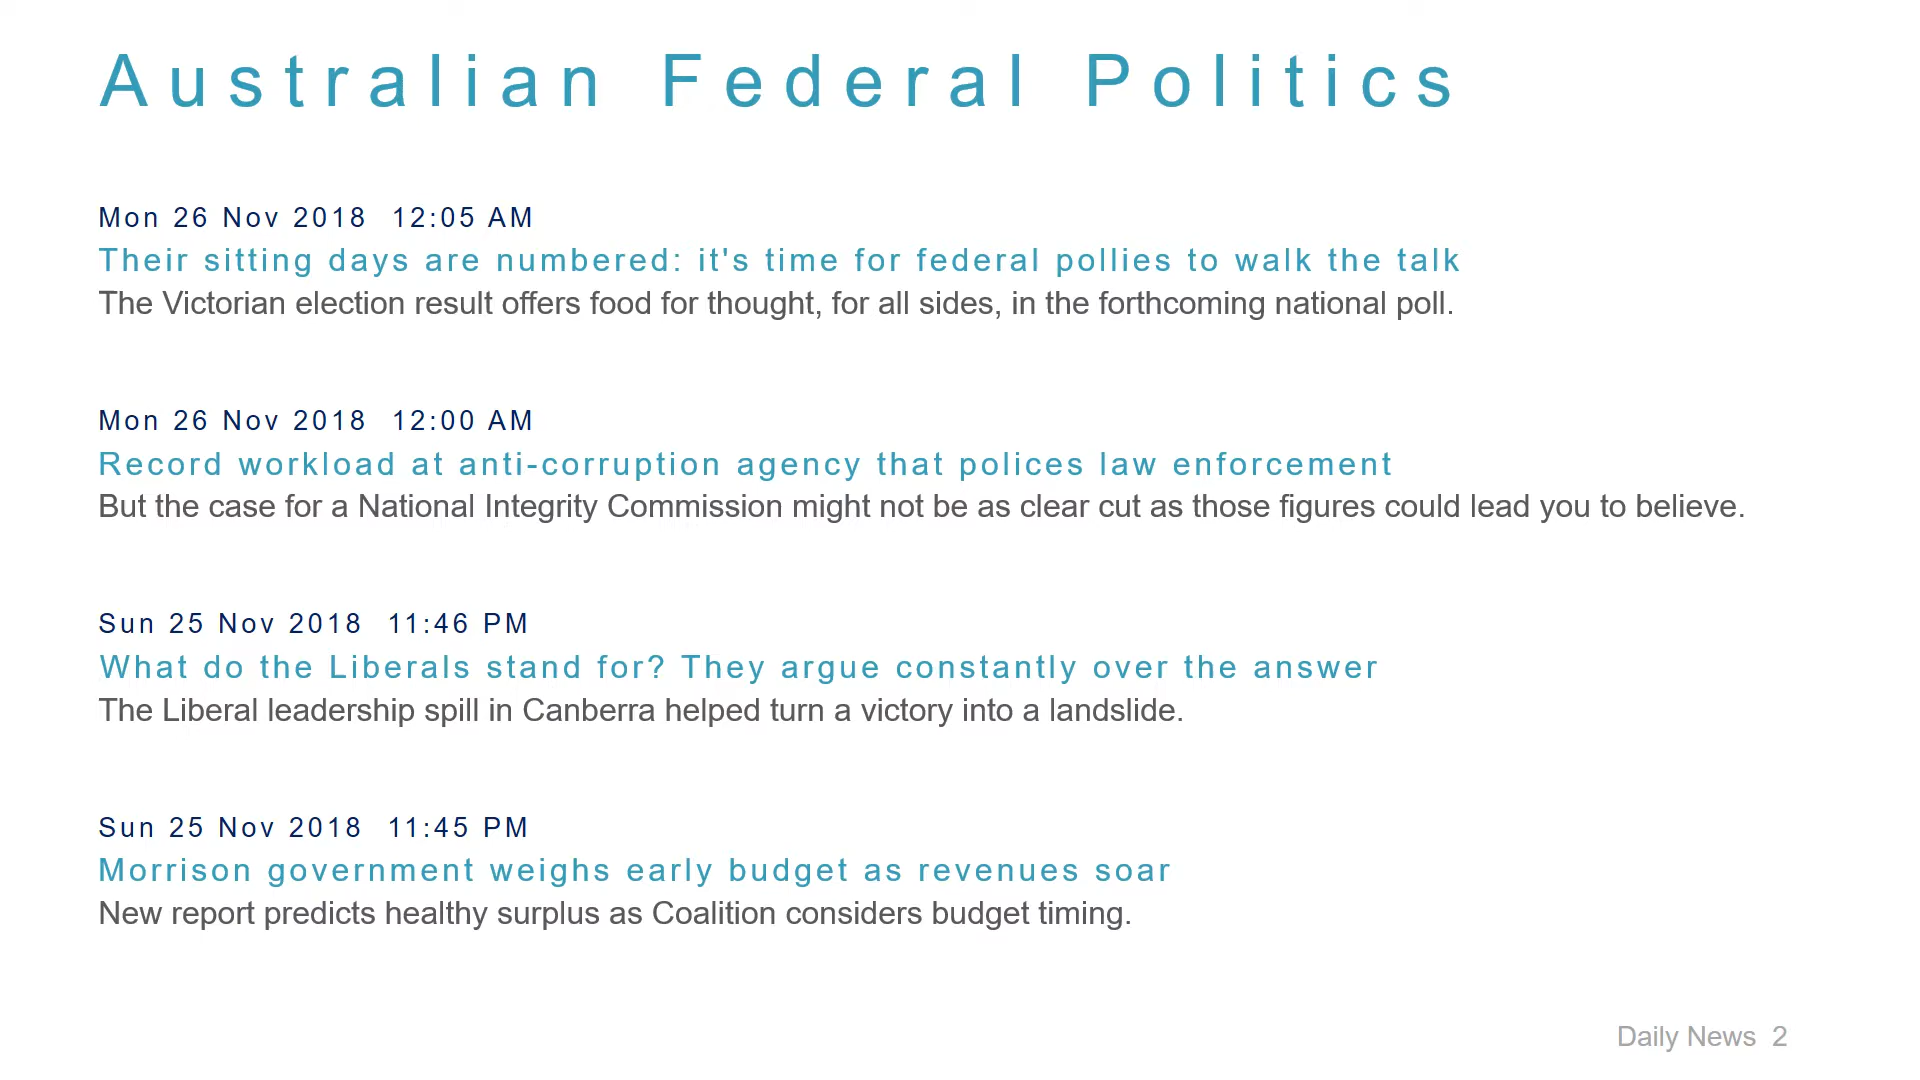 Australian Federal Politics
Mon 26 Nov 2018  12:05 AM
Their sitting days are numbered: it's time for federal pollies to walk the talk
The Victorian election result offers food for thought, for all sides, in the forthcoming national poll.
Mon 26 Nov 2018  12:00 AM
Record workload at anti-corruption agency that polices law enforcement
But the case for a National Integrity Commission might not be as clear cut as those figures could lead you to believe.
Sun 25 Nov 2018  11:46 PM
What do the Liberals stand for? They argue constantly over the answer
The Liberal leadership spill in Canberra helped turn a victory into a landslide.
Sun 25 Nov 2018  11:45 PM
Morrison government weighs early budget as revenues soar
New report predicts healthy surplus as Coalition considers budget timing.
Daily News  2